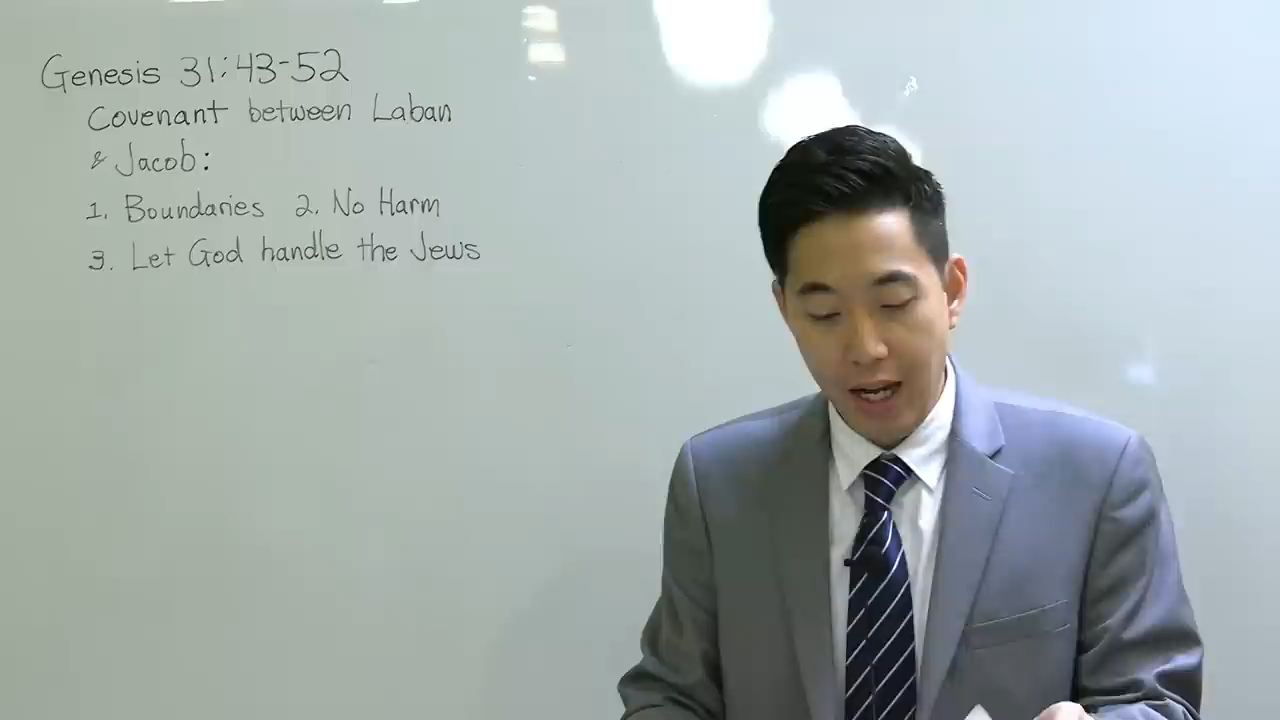 Genesis 31:43-52
Covenant between Laban
& Jacob:
1. Boundaries 2. No Harm
3. Let God handle the Jews